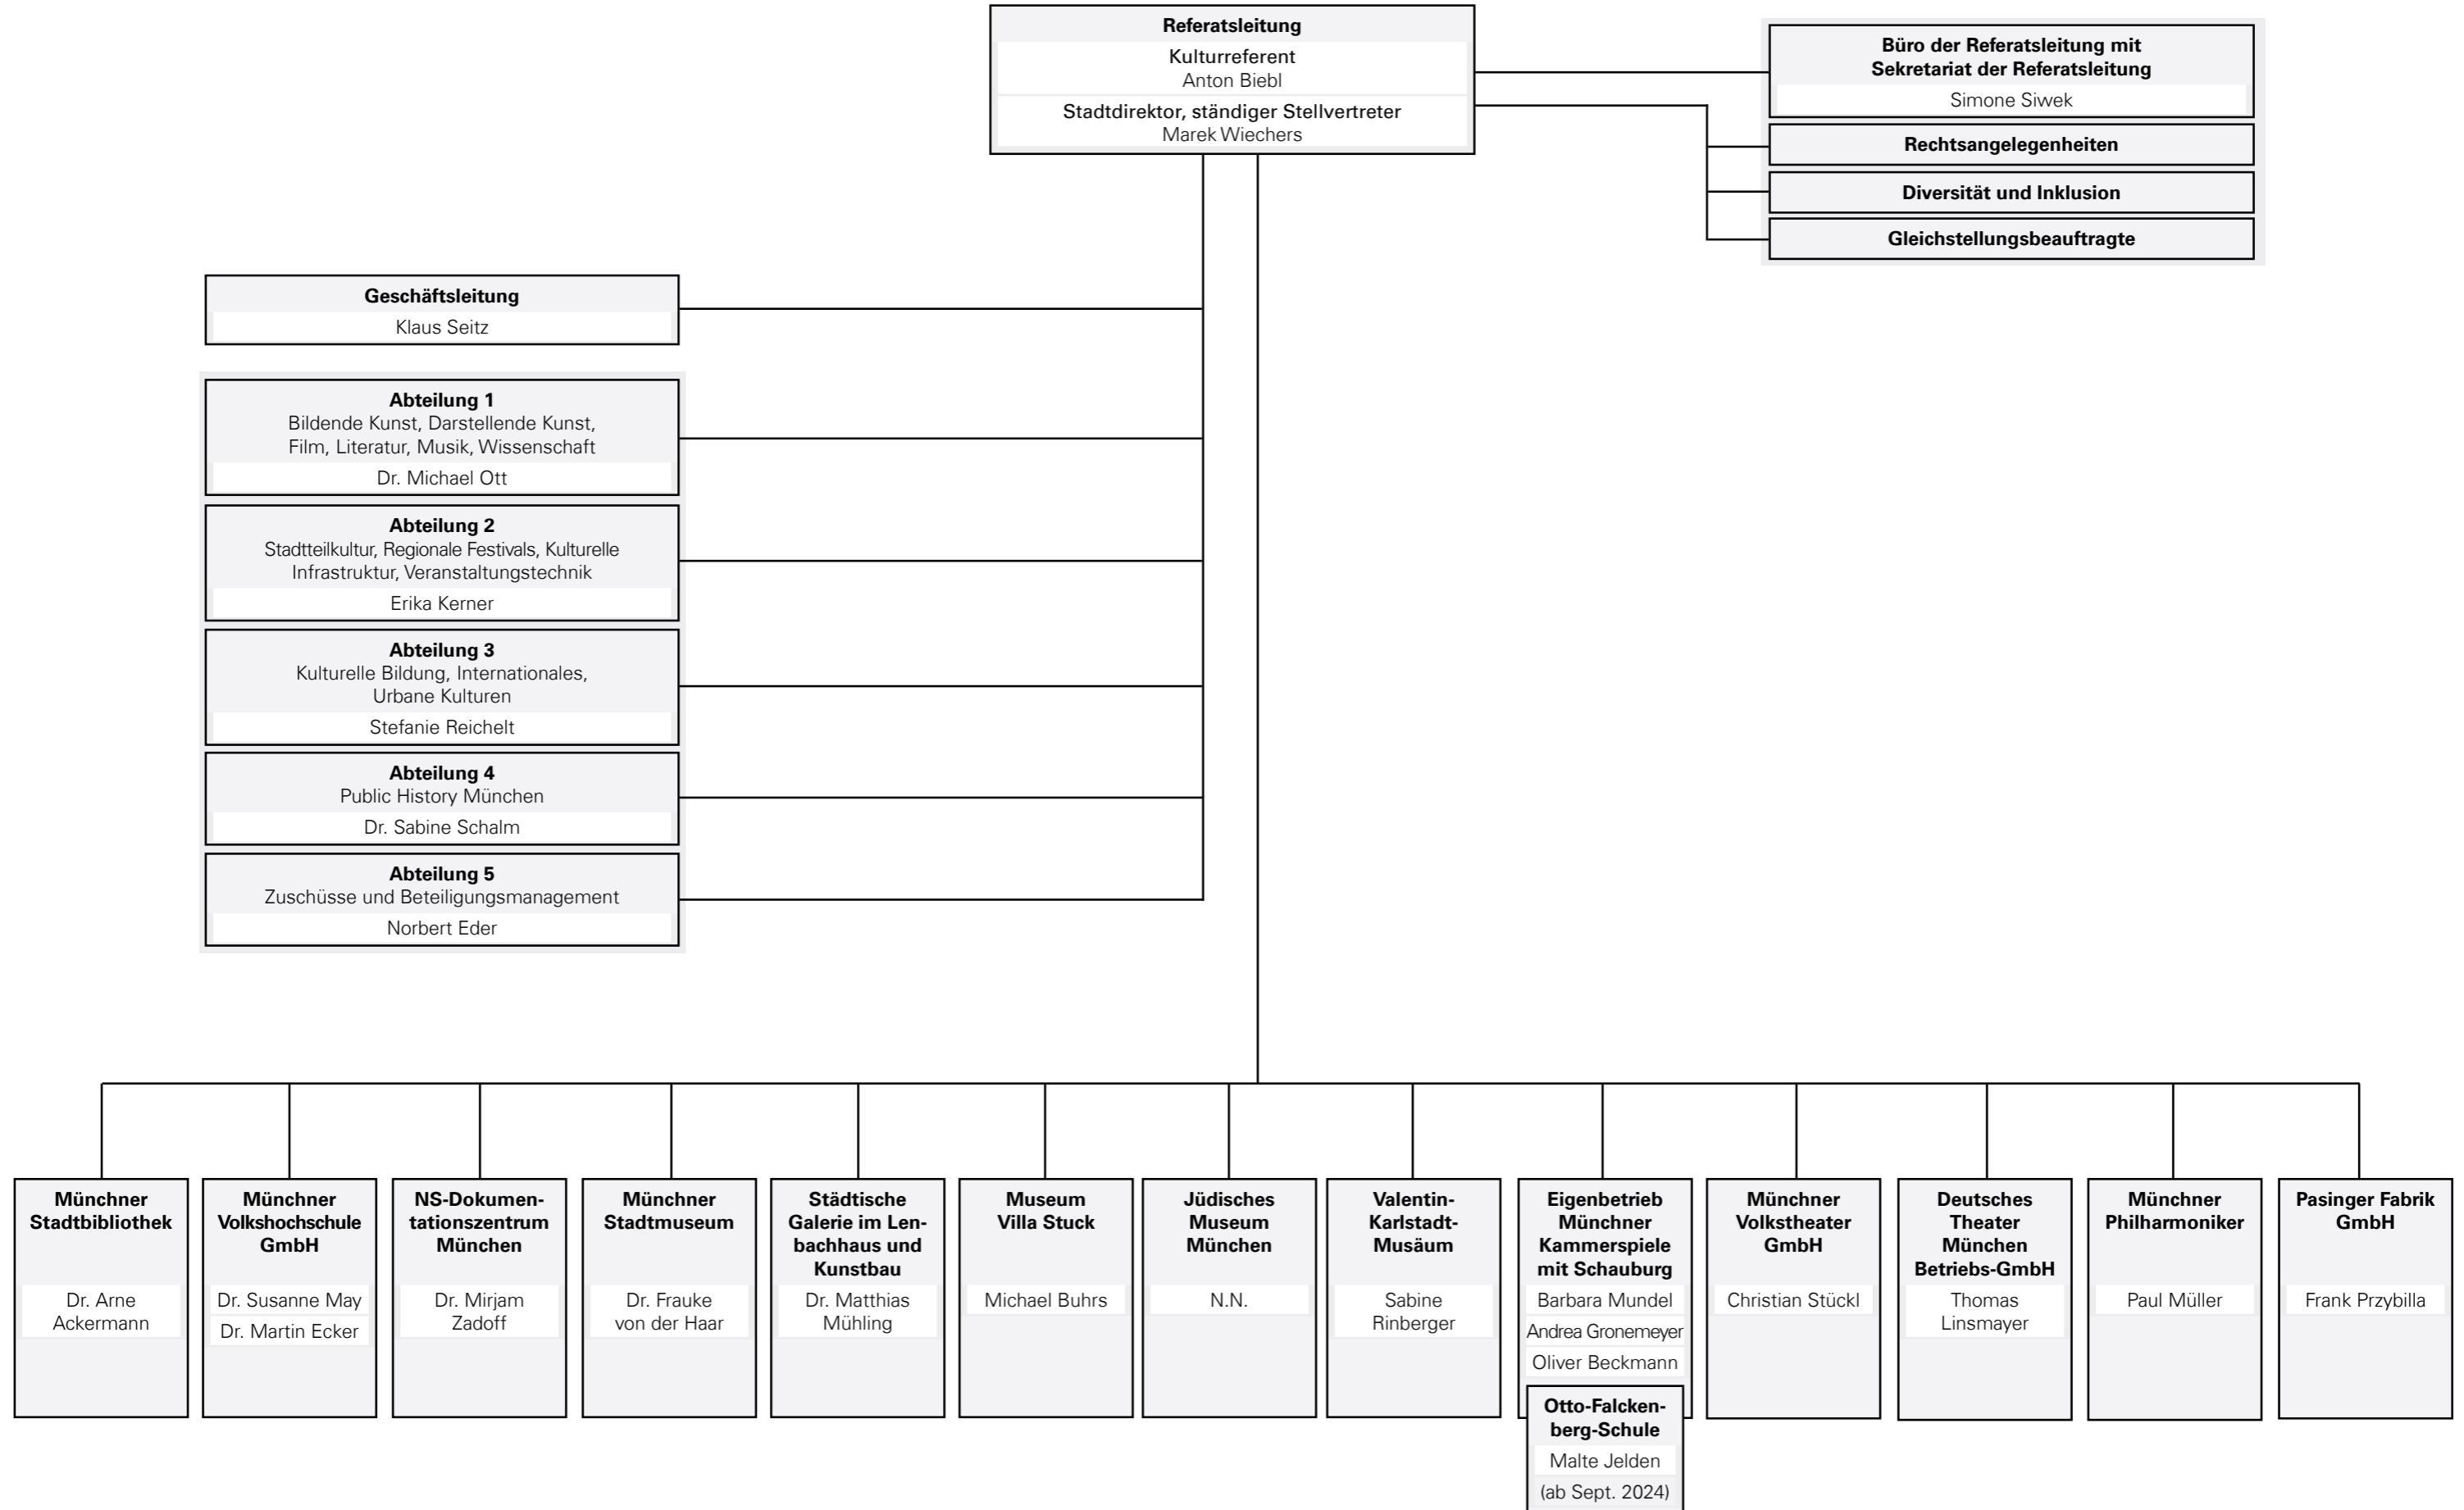 Referatsleitung
Kulturreferent
Anton Biebl
Stadtdirektor, ständiger Stellvertreter
Marek Wiechers
Büro der Referatsleitung mit
Sekretariat der Referatsleitung
Simone Siwek
Rechtsangelegenheiten
Diversität und Inklusion
Gleichstellungsbeauftragte
Geschäftsleitung
Klaus Seitz
Abteilung 1
Bildende Kunst, Darstellende Kunst,
Film, Literatur, Musik, Wissenschaft
Dr. Michael Ott
Abteilung 2
Stadtteilkultur, Regionale Festivals, Kulturelle
Infrastruktur, Veranstaltungstechnik
Erika Kerner
Abteilung 3
Kulturelle Bildung, Internationales,
Urbane Kulturen
Stefanie Reichelt
Abteilung 4
Public History München
Dr. Sabine Schalm
Abteilung 5
Zuschüsse und Beteiligungsmanagement
Norbert Eder
Münchner
Stadtbibliothek
Dr. Arne
Ackermann
Münchner
Volkshochschule
GmbH
Dr. Susanne May
Dr. Martin Ecker
NS-Dokumen-
tationszentrum
München
Dr. Mirjam
Zadoff
Münchner
Stadtmuseum
Dr. Frauke
von der Haar
Städtische
Galerie im Len-
bachhaus und
Kunstbau
Dr. Matthias
Mühling
Museum
Villa Stuck
Michael Buhrs
Jüdisches
Museum
München
N.N.
Valentin-
Karlstadt-
Musäum
Sabine
Rinberger
Eigenbetrieb
Münchner
Kammerspiele
mit Schauburg
Barbara Mundel
Andrea Gronemeyer
Oliver Beckmann
Otto-Falcken-
berg-Schule
Malte Jelden
(ab Sept. 2024)
Münchner
Volkstheater
GmbH
Christian Stückl
Deutsches
Theater
München
Betriebs-GmbH
Thomas
Linsmayer
Münchner
Philharmoniker
Paul Müller
Pasinger Fabrik
GmbH
Frank Przybilla